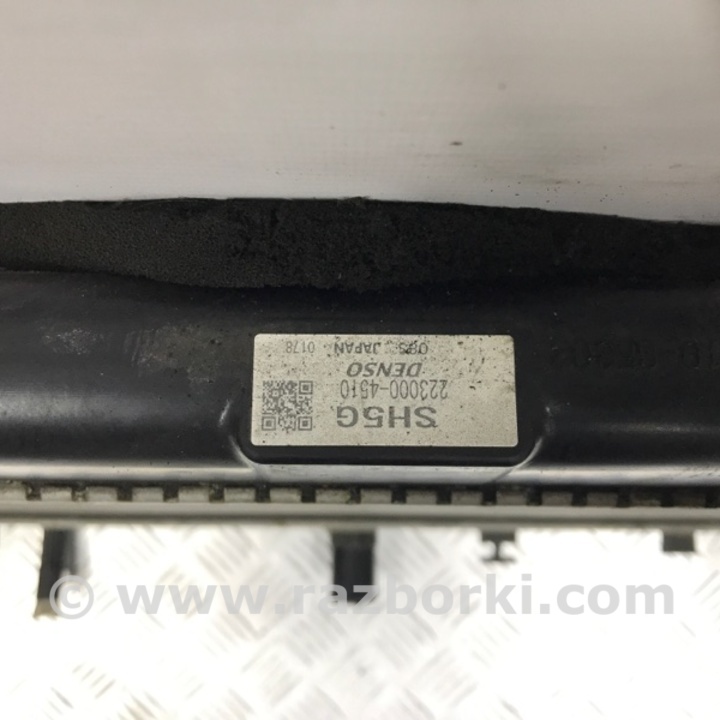 SH5G
223000-4510
DENSO
JAPAN 0178
© www.razborki.com